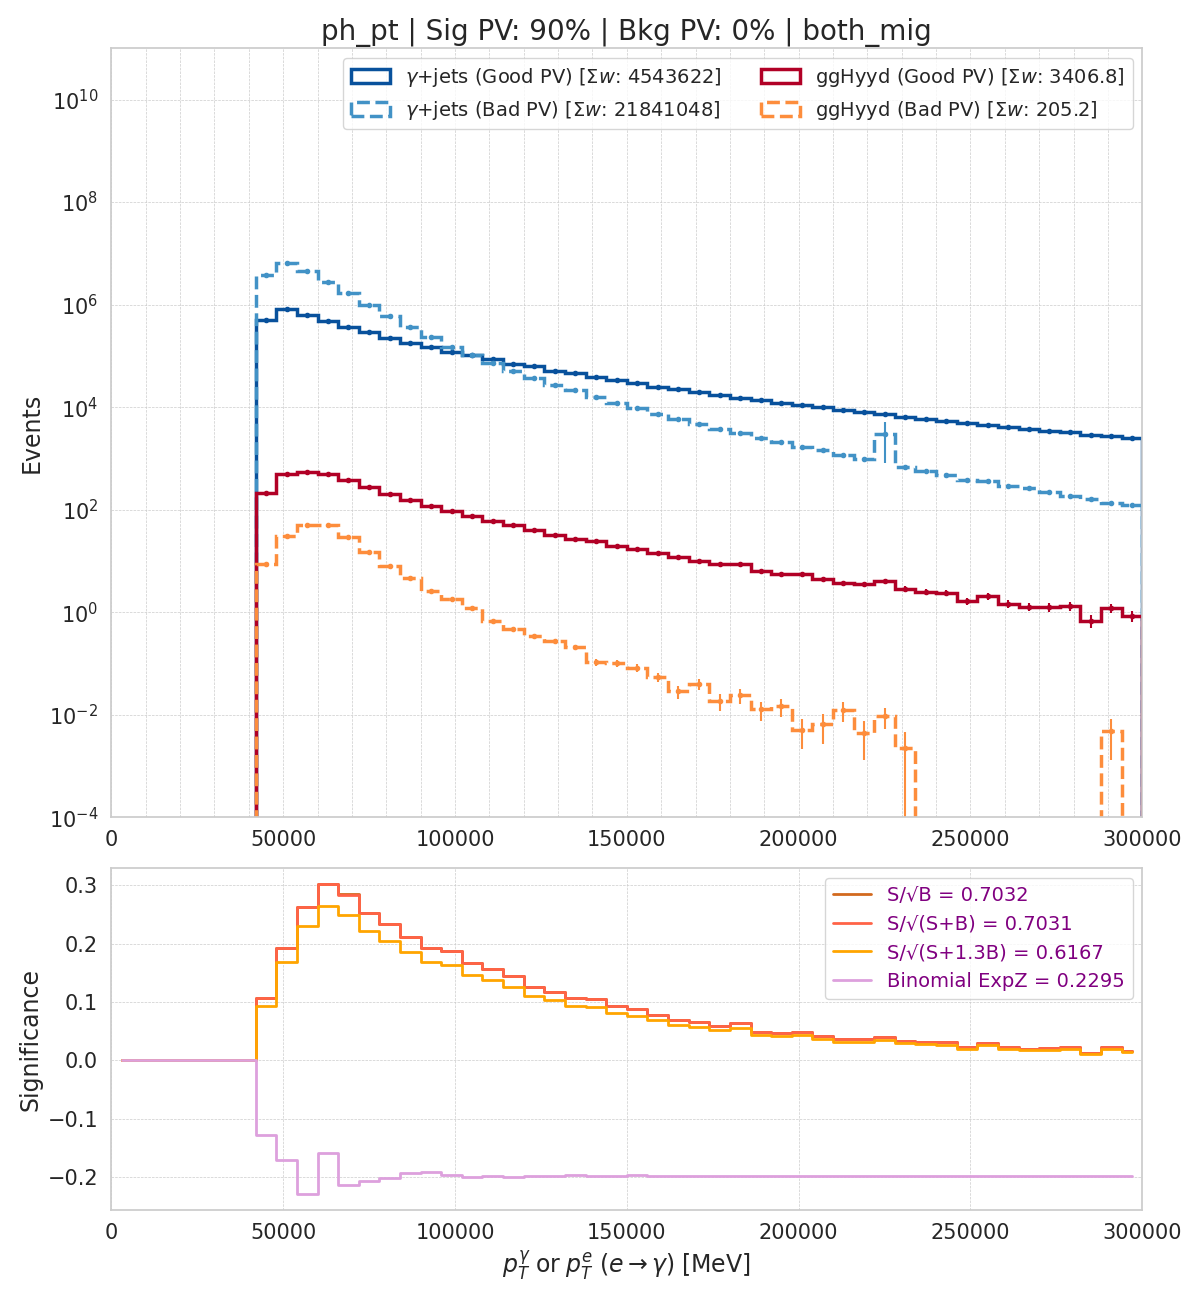 ph_pt | Sig PV: 90% | Bkg PV: 0% | both_mig
γ+jets (Good PV) [Σw: 4543622]
γ+jets (Bad PV) [Σw: 21841048]
ggHyyd (Good PV) [Σw: 3406.8]
ggHyyd (Bad PV) [Σw: 205.2]
Events
10^10
10^8
10^6
10^4
10^2
10^0
10^−2
10^−4
0 50000 100000 150000 200000 250000 300000
S/√B = 0.7032
S/√(S+B) = 0.7031
S/√(S+1.3B) = 0.6167
Binomial ExpZ = 0.2295
Significance
0.3
0.2
0.1
0.0
−0.1
−0.2
0 50000 100000 150000 200000 250000 300000
p_T^γ or p_T^e (e→γ) [MeV]